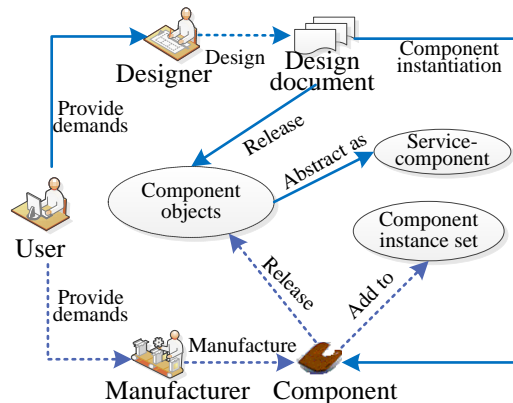 Designer
Design
Design
document
Component
instantiation
Provide
demands
Release
Abstract as
Service-
component
Component
objects
Component
instance set
User
Release
Add to
Provide
demands
Manufacture
Manufacturer
Component